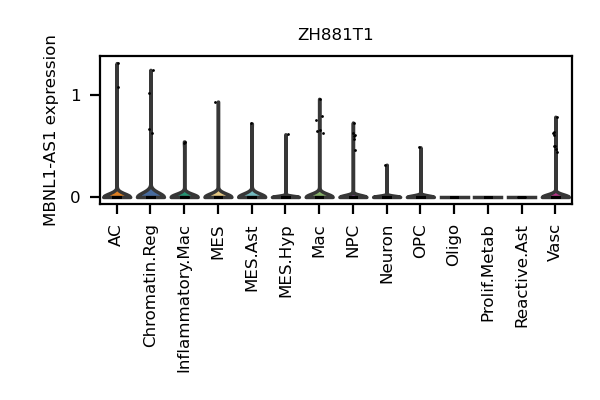 ZH881T1
MBNL1-AS1 expression
1
0
AC
Chromatin.Reg
Inflammatory.Mac
MES
MES.Ast
MES.Hyp
Mac
NPC
Neuron
OPC
Oligo
Prolif.Metab
Reactive.Ast
Vasc